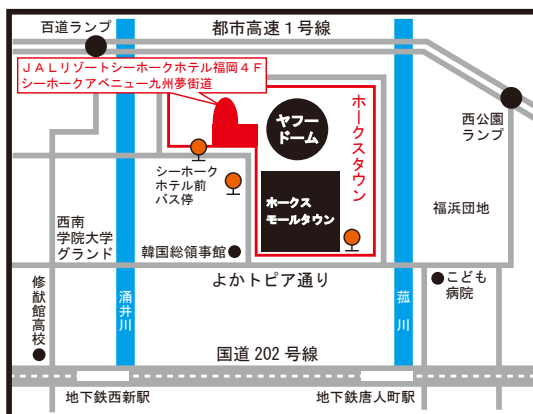 百道ランプ
都市高速１号線
ＪＡＬリゾートシーホークホテル福岡４Ｆ
シーホークアベニュー九州夢街道
ヤフー
ドーム
ホークスタウン
西公園
ランプ
シーホーク
ホテル前
バス停
ホークス
モールタウン
福浜団地
西南
学院大学
グランド
韓国総領事館
よかトピア通り
こども
病院
修猷館高校
涌井川
菰川
国道 202 号線
地下鉄西新駅
地下鉄唐人町駅